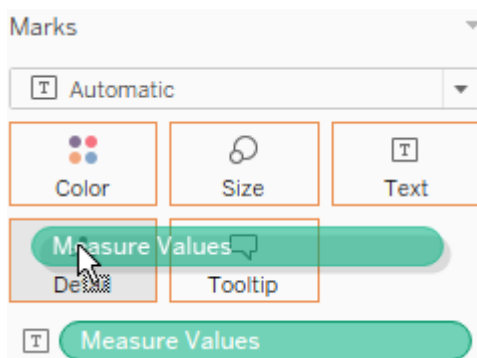 Marks
T Automatic
Color Size T Text
Measure Values
Tooltip
T Measure Values